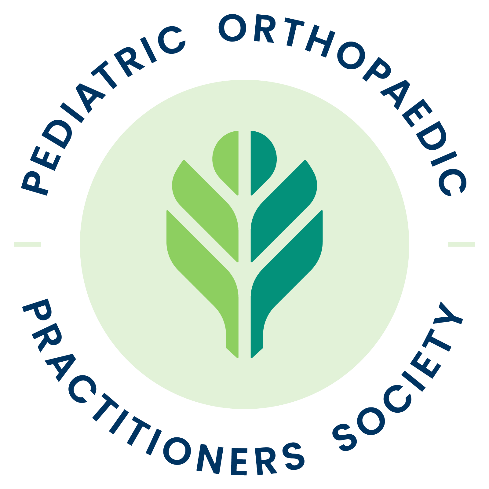 PEDIATRIC ORTHOPAEDIC
PRACTITIONERS SOCIETY